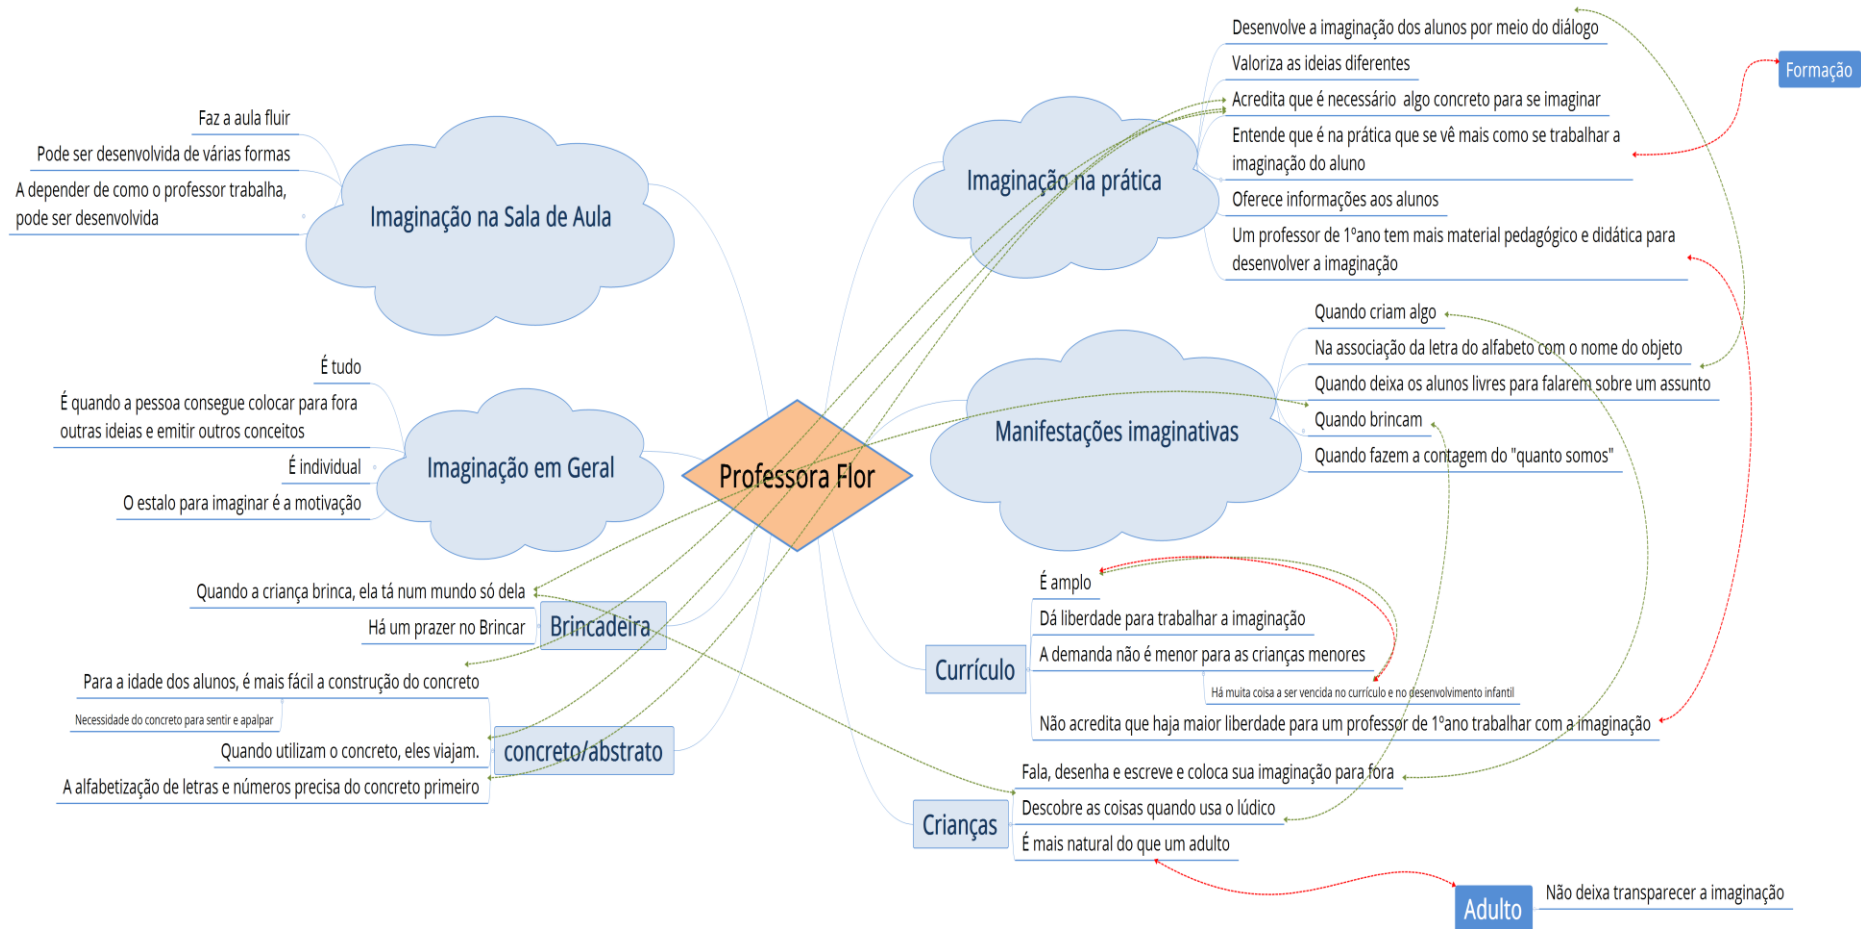 Professora Flor
Imaginação na Sala de Aula
Faz a aula fluir
Pode ser desenvolvida de várias formas
A depender de como o professor trabalha,
pode ser desenvolvida
Imaginação em Geral
É tudo
É quando a pessoa consegue colocar para fora
outras ideias e emitir outros conceitos
É individual
O estalo para imaginar é a motivação
Brincadeira
Quando a criança brinca, ela tá num mundo só dela
Há um prazer no Brincar
concreto/abstrato
Para a idade dos alunos, é mais fácil a construção do concreto
Necessidade do concreto para sentir e apalpar
Quando utilizam o concreto, eles viajam.
A alfabetização de letras e números precisa do concreto primeiro
Imaginação na prática
Desenvolve a imaginação dos alunos por meio do diálogo
Valoriza as ideias diferentes
Acredita que é necessário algo concreto para se imaginar
Entende que é na prática que se vê mais como se trabalhar a
imaginação do aluno
Oferece informações aos alunos
Um professor de 1ºano tem mais material pedagógico e didática para
desenvolver a imaginação
Formação
Manifestações imaginativas
Quando criam algo
Na associação da letra do alfabeto com o nome do objeto
Quando deixa os alunos livres para falarem sobre um assunto
Quando brincam
Quando fazem a contagem do "quanto somos"
Currículo
É amplo
Dá liberdade para trabalhar a imaginação
A demanda não é menor para as crianças menores
Há muita coisa a ser vencida no currículo e no desenvolvimento infantil
Não acredita que haja maior liberdade para um professor de 1ºano trabalhar com a imaginação
Crianças
Fala, desenha e escreve e coloca sua imaginação para fora
Descobre as coisas quando usa o lúdico
É mais natural do que um adulto
Adulto
Não deixa transparecer a imaginação